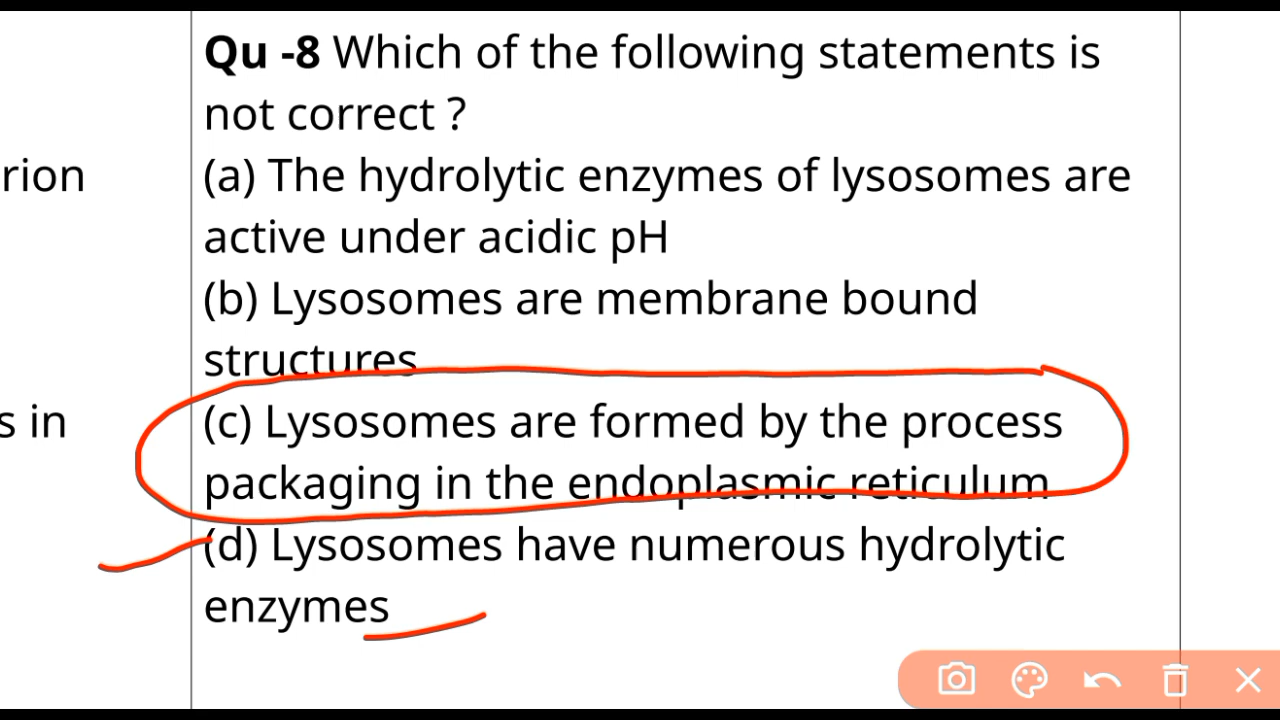 Qu -8 Which of the following statements is
not correct ?
rion
(a) The hydrolytic enzymes of lysosomes are
active under acidic pH
(b) Lysosomes are membrane bound
structures
s in
(c) Lysosomes are formed by the process
packaging in the endoplasmic reticulum
(d) Lysosomes have numerous hydrolytic
enzymes